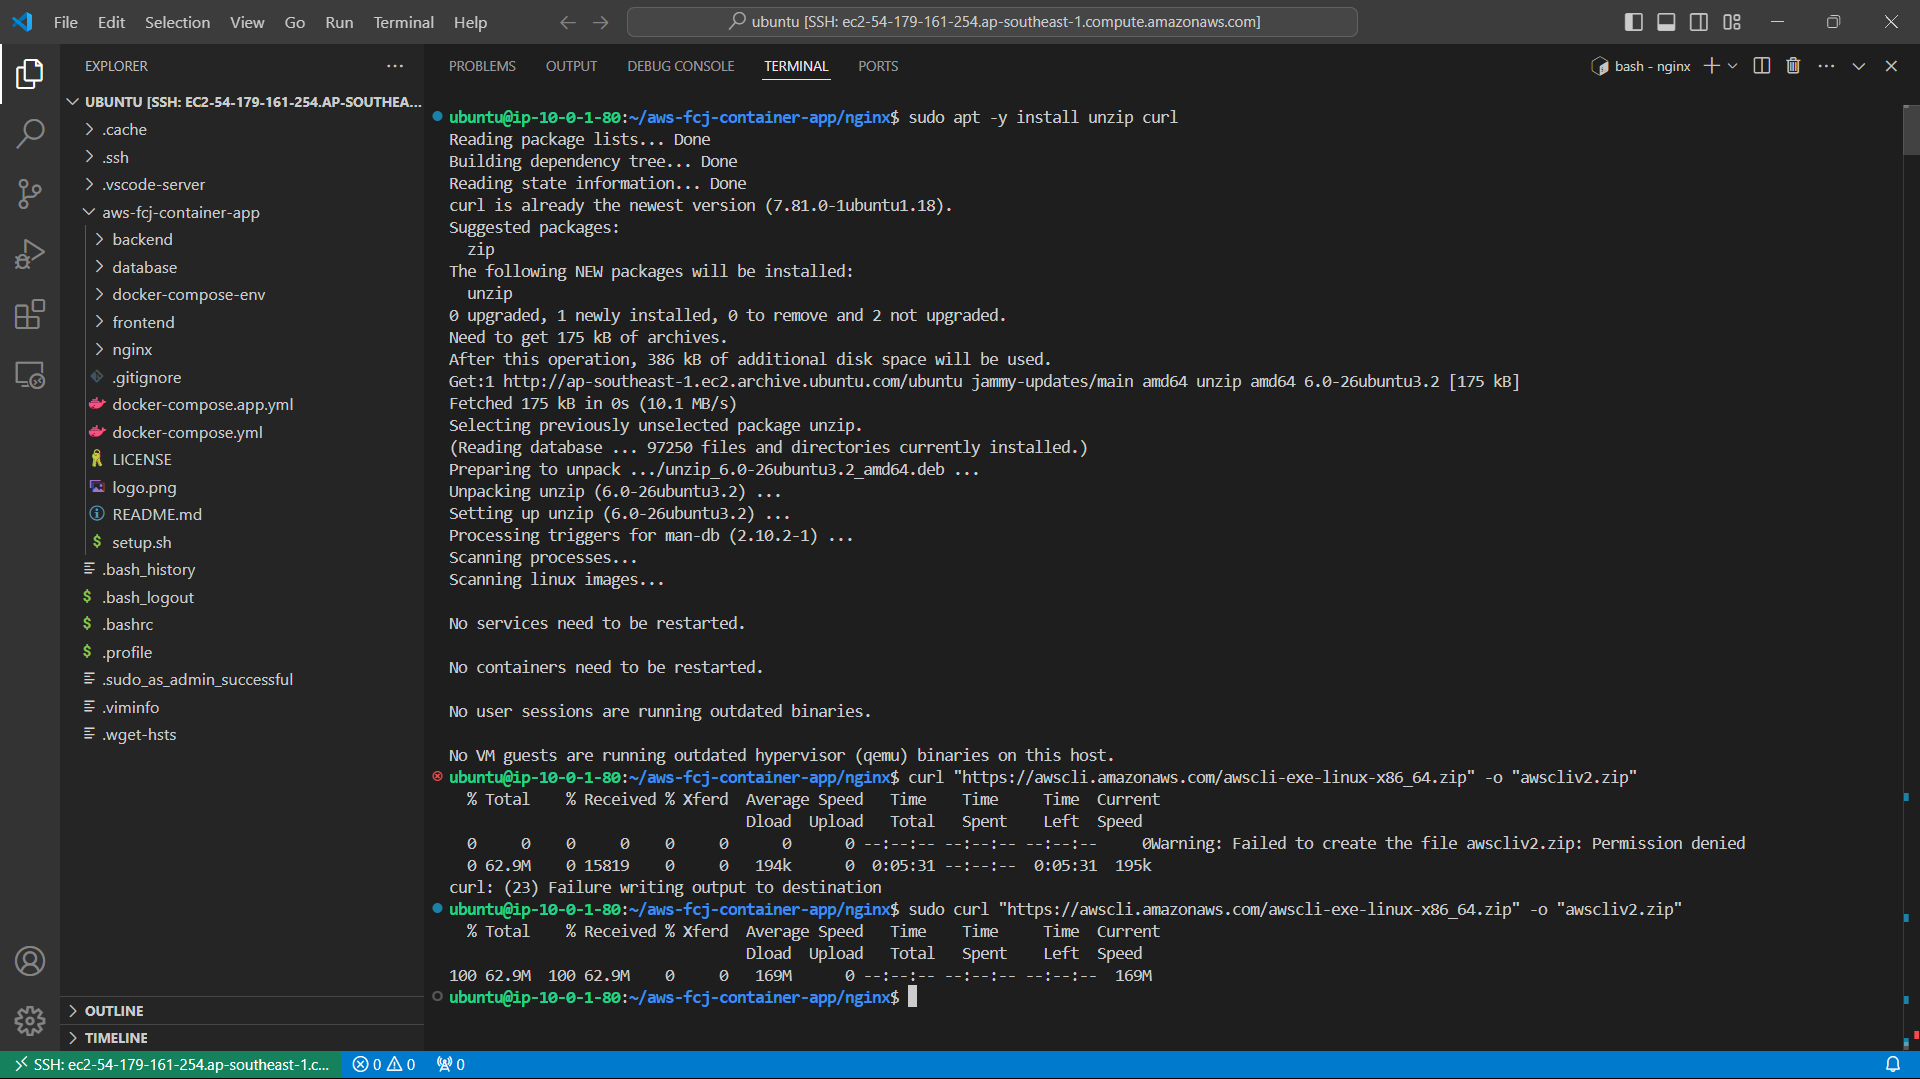 File Edit Selection View Go Run Terminal Help
ubuntu [SSH: ec2-54-179-161-254.ap-southeast-1.compute.amazonaws.com]
EXPLORER
UBUNTU [SSH: EC2-54-179-161-254.AP-SOUTHEA...
.cache
.ssh
.vscode-server
aws-fcj-container-app
backend
database
docker-compose-env
frontend
nginx
.gitignore
docker-compose.app.yml
docker-compose.yml
LICENSE
logo.png
README.md
setup.sh
.bash_history
.bash_logout
.bashrc
.profile
.sudo_as_admin_successful
.viminfo
.wget-hsts
OUTLINE
TIMELINE
PROBLEMS OUTPUT DEBUG CONSOLE TERMINAL PORTS
bash - nginx
ubuntu@ip-10-0-1-80:~/aws-fcj-container-app/nginx$ sudo apt -y install unzip curl
Reading package lists... Done
Building dependency tree... Done
Reading state information... Done
curl is already the newest version (7.81.0-1ubuntu1.18).
Suggested packages:
  zip
The following NEW packages will be installed:
  unzip
0 upgraded, 1 newly installed, 0 to remove and 2 not upgraded.
Need to get 175 kB of archives.
After this operation, 386 kB of additional disk space will be used.
Get:1 http://ap-southeast-1.ec2.archive.ubuntu.com/ubuntu jammy-updates/main amd64 unzip amd64 6.0-26ubuntu3.2 [175 kB]
Fetched 175 kB in 0s (10.1 MB/s)
Selecting previously unselected package unzip.
(Reading database ... 97250 files and directories currently installed.)
Preparing to unpack .../unzip_6.0-26ubuntu3.2_amd64.deb ...
Unpacking unzip (6.0-26ubuntu3.2) ...
Setting up unzip (6.0-26ubuntu3.2) ...
Processing triggers for man-db (2.10.2-1) ...
Scanning processes...
Scanning linux images...
No services need to be restarted.
No containers need to be restarted.
No user sessions are running outdated binaries.
No VM guests are running outdated hypervisor (qemu) binaries on this host.
ubuntu@ip-10-0-1-80:~/aws-fcj-container-app/nginx$ curl "https://awscli.amazonaws.com/awscli-exe-linux-x86_64.zip" -o "awscliv2.zip"
  % Total    % Received % Xferd  Average Speed   Time    Time     Time  Current
                                 Dload  Upload   Total   Spent    Left  Speed
  0     0    0     0    0     0      0      0 --:--:-- --:--:-- --:--:--     0Warning: Failed to create the file awscliv2.zip: Permission denied
  0 62.9M    0 15819    0     0   194k      0  0:05:31 --:--:--  0:05:31  195k
curl: (23) Failure writing output to destination
ubuntu@ip-10-0-1-80:~/aws-fcj-container-app/nginx$ sudo curl "https://awscli.amazonaws.com/awscli-exe-linux-x86_64.zip" -o "awscliv2.zip"
  % Total    % Received % Xferd  Average Speed   Time    Time     Time  Current
                                 Dload  Upload   Total   Spent    Left  Speed
100 62.9M  100 62.9M    0     0   169M      0 --:--:-- --:--:-- --:--:--  169M
ubuntu@ip-10-0-1-80:~/aws-fcj-container-app/nginx$
SSH: ec2-54-179-161-254.ap-southeast-1.c... 0 0 0